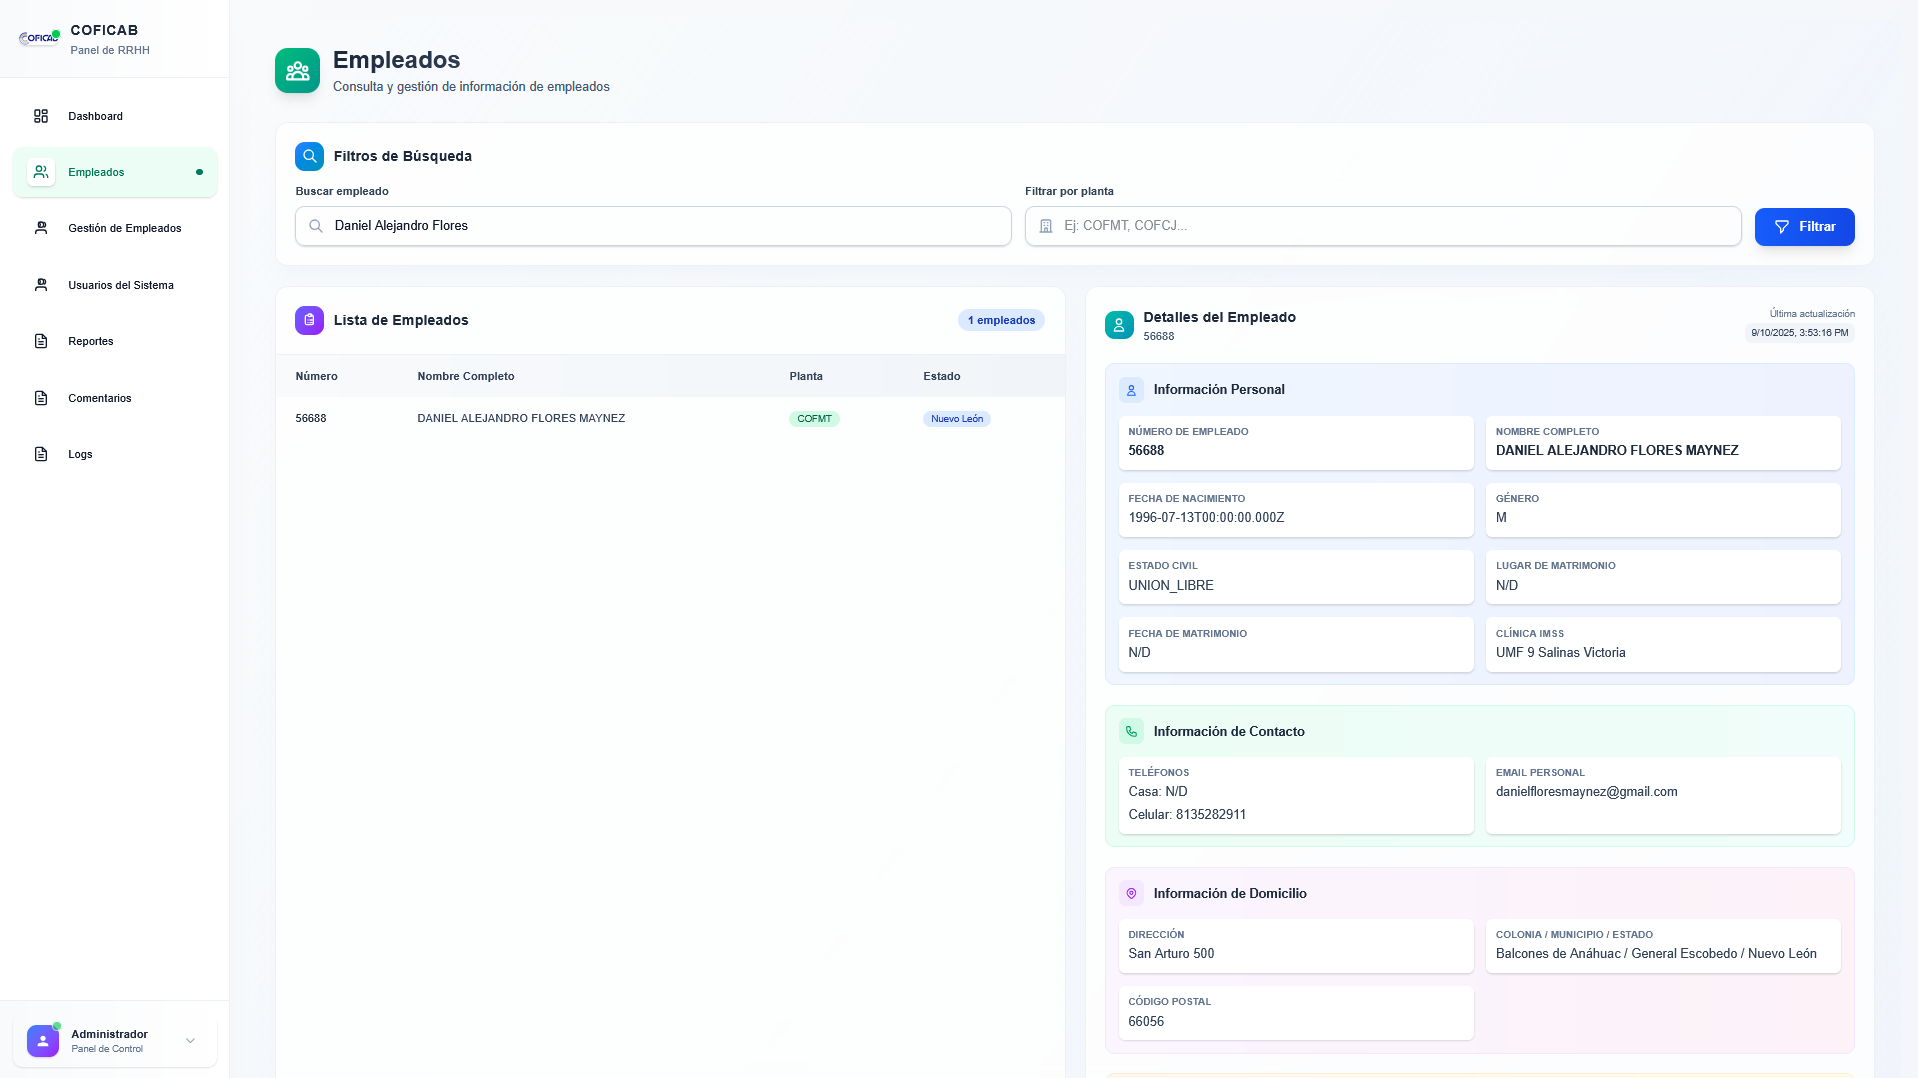 COFICAB
COFICAB
Panel de RRHH
Dashboard
Empleados
Gestión de Empleados
Usuarios del Sistema
Reportes
Comentarios
Logs
Administrador
Panel de Control
Empleados
Consulta y gestión de información de empleados
Filtros de Búsqueda
Buscar empleado
Daniel Alejandro Flores
Filtrar por planta
Ej: COFMT, COFCJ...
Filtrar
Lista de Empleados
1 empleados
Número Nombre Completo Planta Estado
56688 DANIEL ALEJANDRO FLORES MAYNEZ COFMT Nuevo León
Detalles del Empleado
56688
Última actualización
9/10/2025, 3:53:16 PM
Información Personal
NÚMERO DE EMPLEADO
56688
NOMBRE COMPLETO
DANIEL ALEJANDRO FLORES MAYNEZ
FECHA DE NACIMIENTO
1996-07-13T00:00:00.000Z
GÉNERO
M
ESTADO CIVIL
UNION_LIBRE
LUGAR DE MATRIMONIO
N/D
FECHA DE MATRIMONIO
N/D
CLÍNICA IMSS
UMF 9 Salinas Victoria
Información de Contacto
TELÉFONOS
Casa: N/D
Celular: 8135282911
EMAIL PERSONAL
danielfloresmaynez@gmail.com
Información de Domicilio
DIRECCIÓN
San Arturo 500
COLONIA / MUNICIPIO / ESTADO
Balcones de Anáhuac / General Escobedo / Nuevo León
CÓDIGO POSTAL
66056